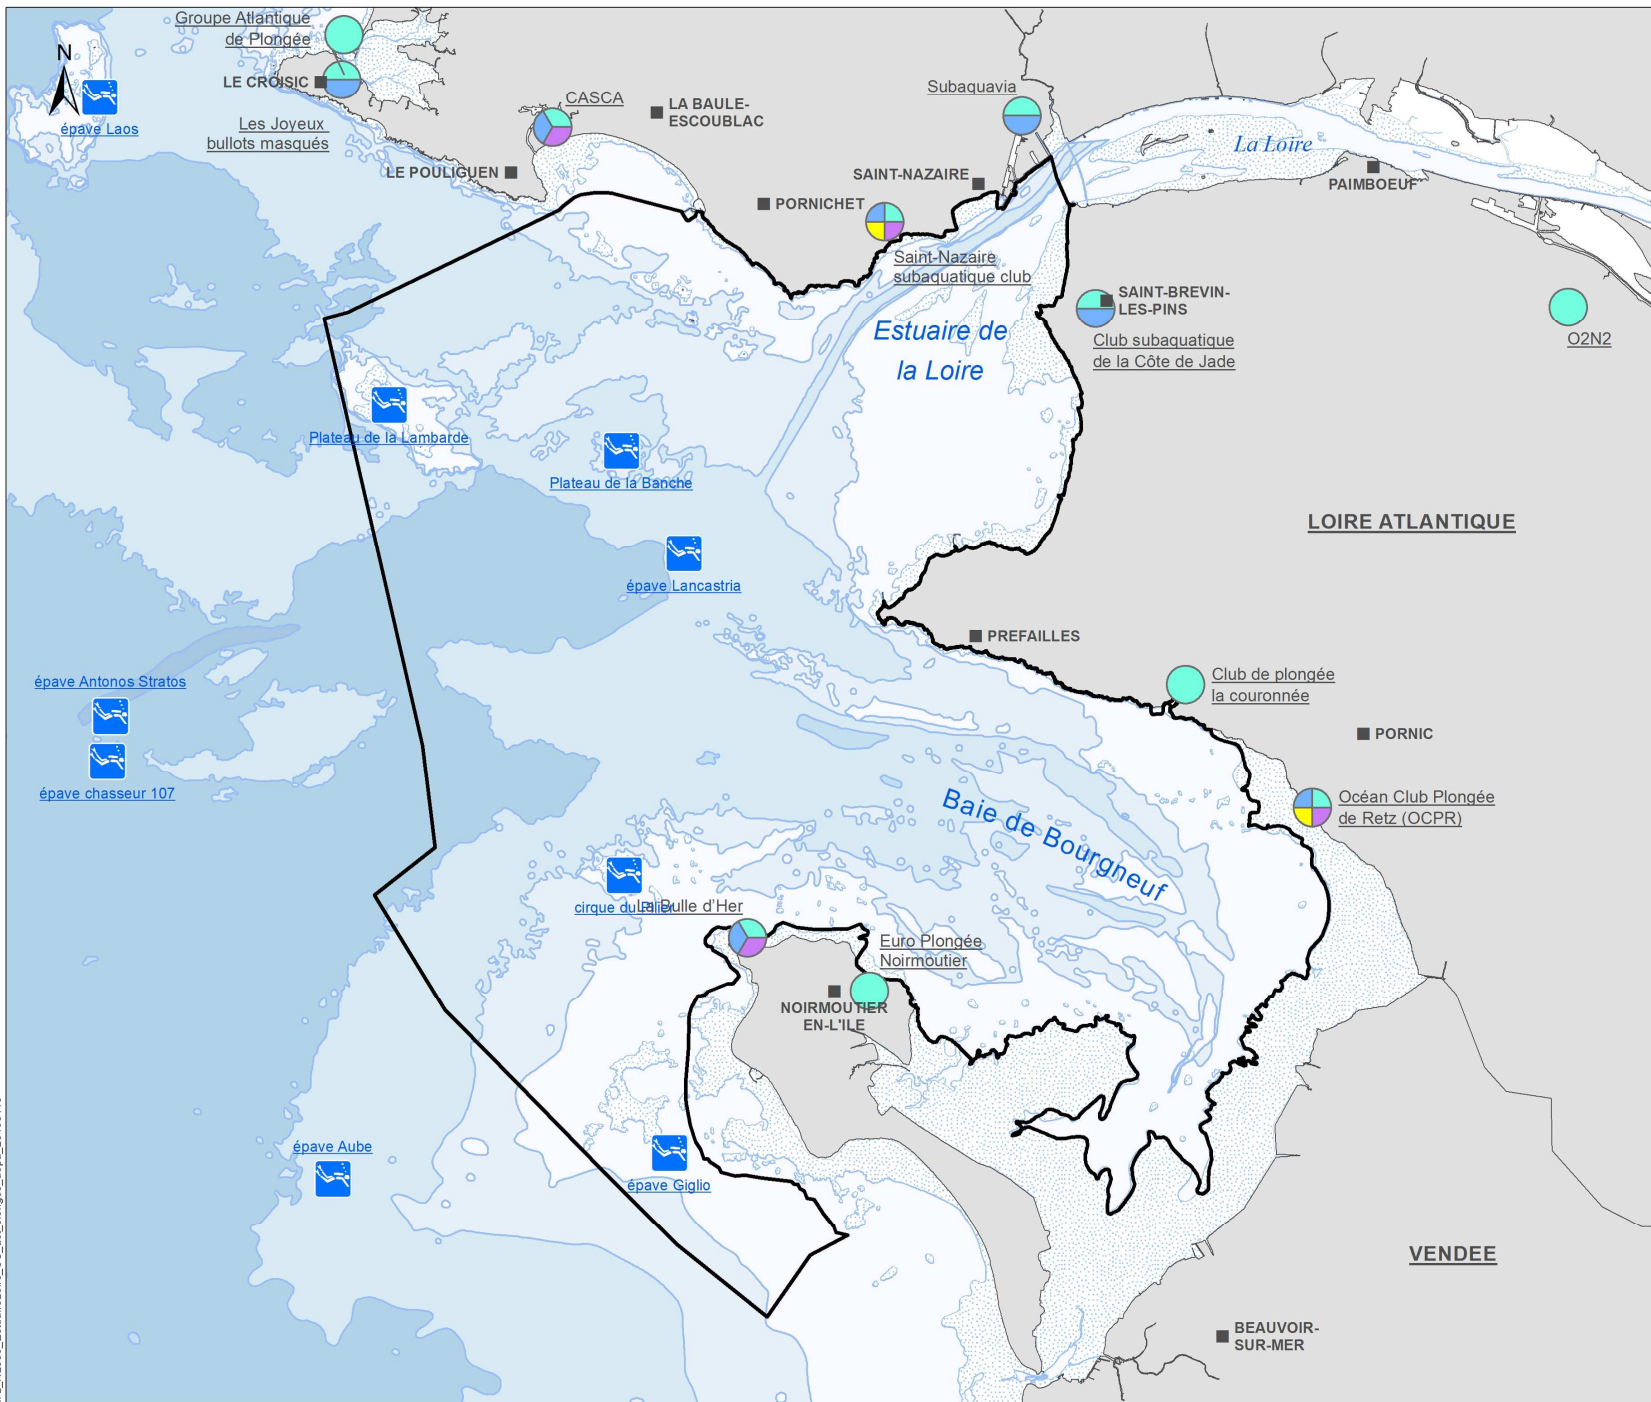 Groupe Atlantique
de Plongée
N
LE CROISIC
CASCA
LA BAULE-
ESCOUBLAC
Subaquavia
épave Laos
Les Joyeux
bullots masqués
La Loire
LE POULIGUEN
SAINT-NAZAIRE
PAIMBOEUF
PORNICHET
Saint-Nazaire
subaquatique club
SAINT-BREVIN-
LES-PINS
Estuaire de
la Loire
Club subaquatique
de la Côte de Jade
O2N2
Plateau de la Lambarde
Plateau de la Banche
LOIRE ATLANTIQUE
épave Lancastria
PREFAILLES
épave Antonos Stratos
Club de plongée
la couronnée
PORNIC
épave chasseur 107
Baie de Bourgneuf
Océan Club Plongée
de Retz (OCPR)
cirque du Pilier
La Bulle d'Her
Euro Plongée
Noirmoutier
NOIRMOUTIER
EN-L'ILE
épave Aube
épave Giglio
VENDEE
BEAUVOIR-
SUR-MER